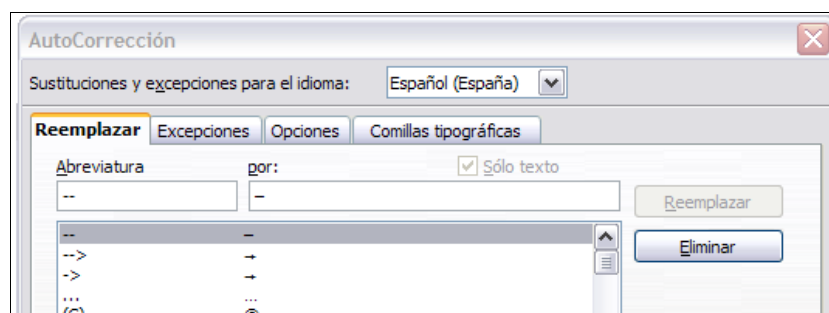 AutoCorrección
Sustituciones y excepciones para el idioma: Español (España)
Reemplazar Excepciones Opciones Comillas tipográficas
Abreviatura por: Sólo texto
-- –
Reemplazar
-- –
--> →
-> →
Eliminar
... …
(C) ©